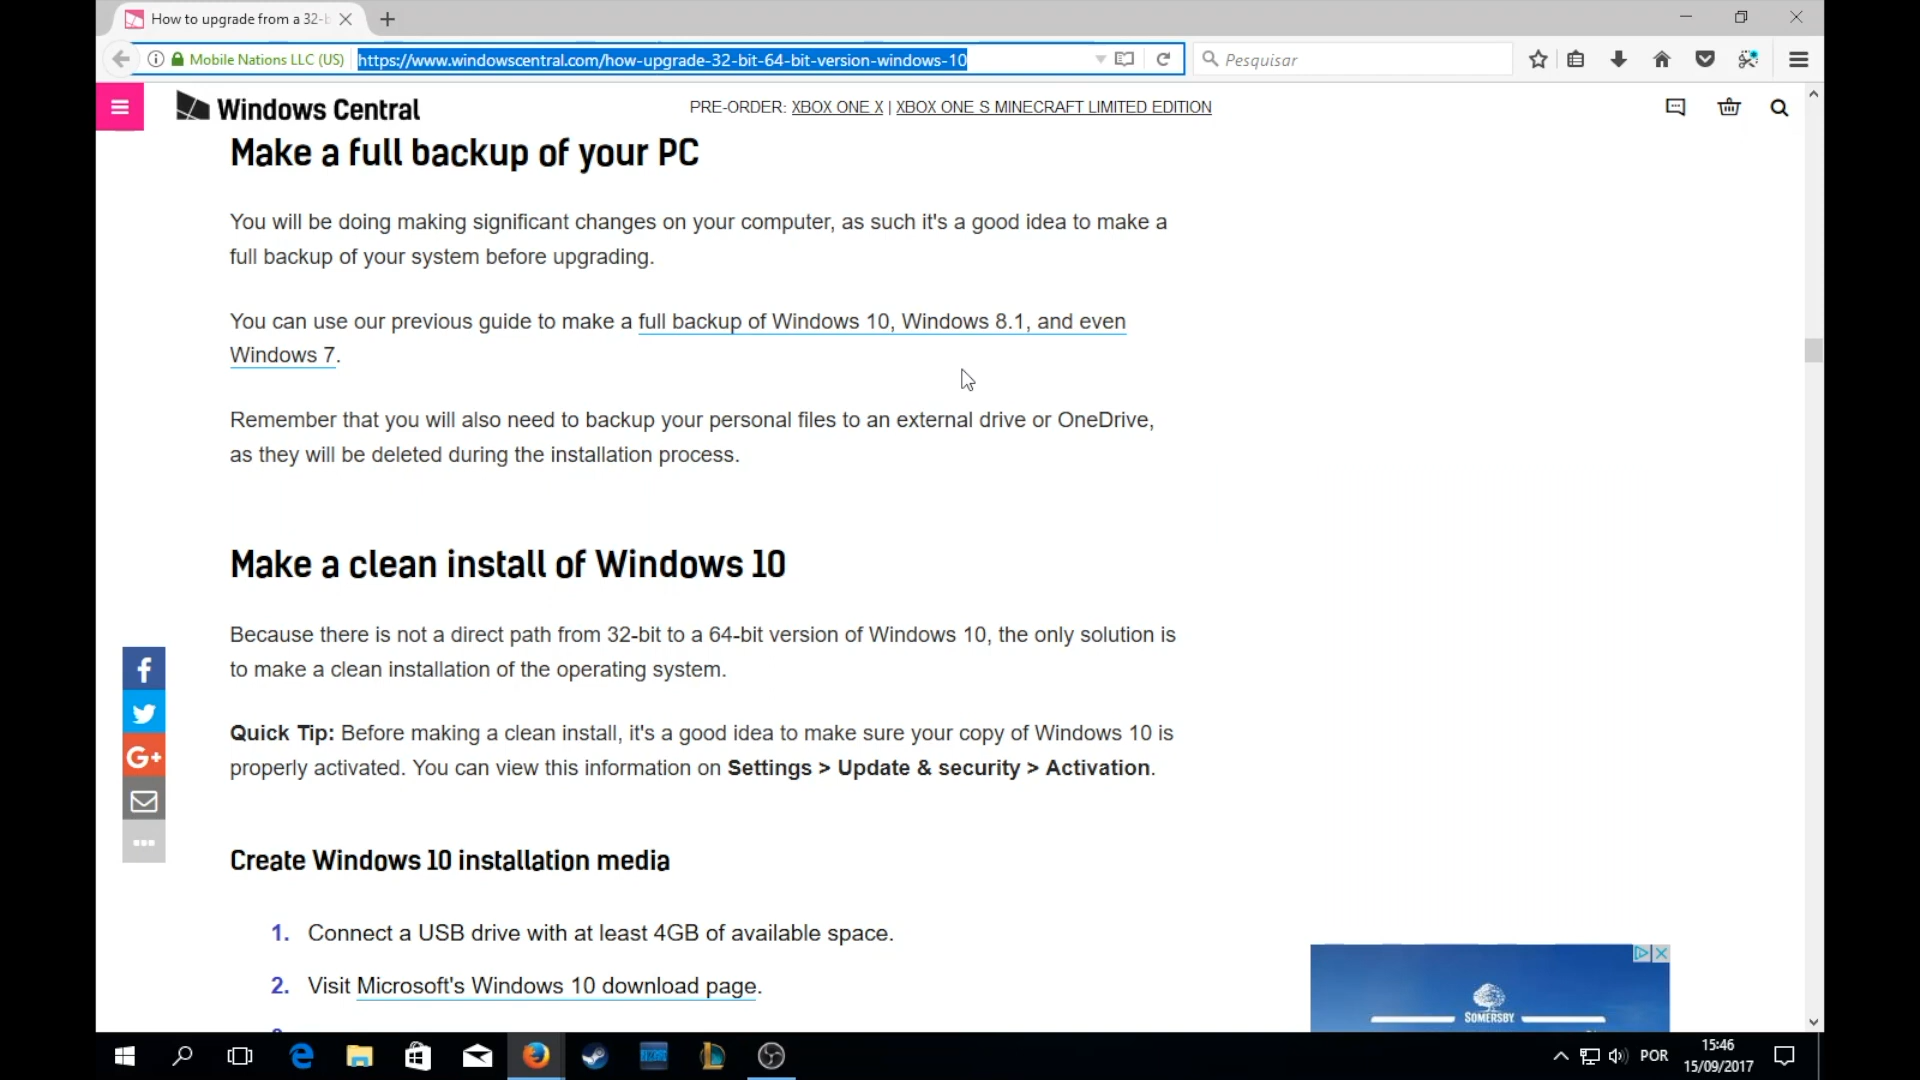 How to upgrade from a 32-b
Mobile Nations LLC (US)
https://www.windowscentral.com/how-upgrade-32-bit-64-bit-version-windows-10
Pesquisar
Windows Central
PRE-ORDER: XBOX ONE X | XBOX ONE S MINECRAFT LIMITED EDITION
Make a full backup of your PC
You will be doing making significant changes on your computer, as such it's a good idea to make a
full backup of your system before upgrading.
You can use our previous guide to make a full backup of Windows 10, Windows 8.1, and even
Windows 7.
Remember that you will also need to backup your personal files to an external drive or OneDrive,
as they will be deleted during the installation process.
Make a clean install of Windows 10
Because there is not a direct path from 32-bit to a 64-bit version of Windows 10, the only solution is
to make a clean installation of the operating system.
Quick Tip: Before making a clean install, it's a good idea to make sure your copy of Windows 10 is
properly activated. You can view this information on Settings > Update & security > Activation.
Create Windows 10 installation media
1. Connect a USB drive with at least 4GB of available space.
2. Visit Microsoft's Windows 10 download page.
SOMERSBY
POR
15:46
15/09/2017